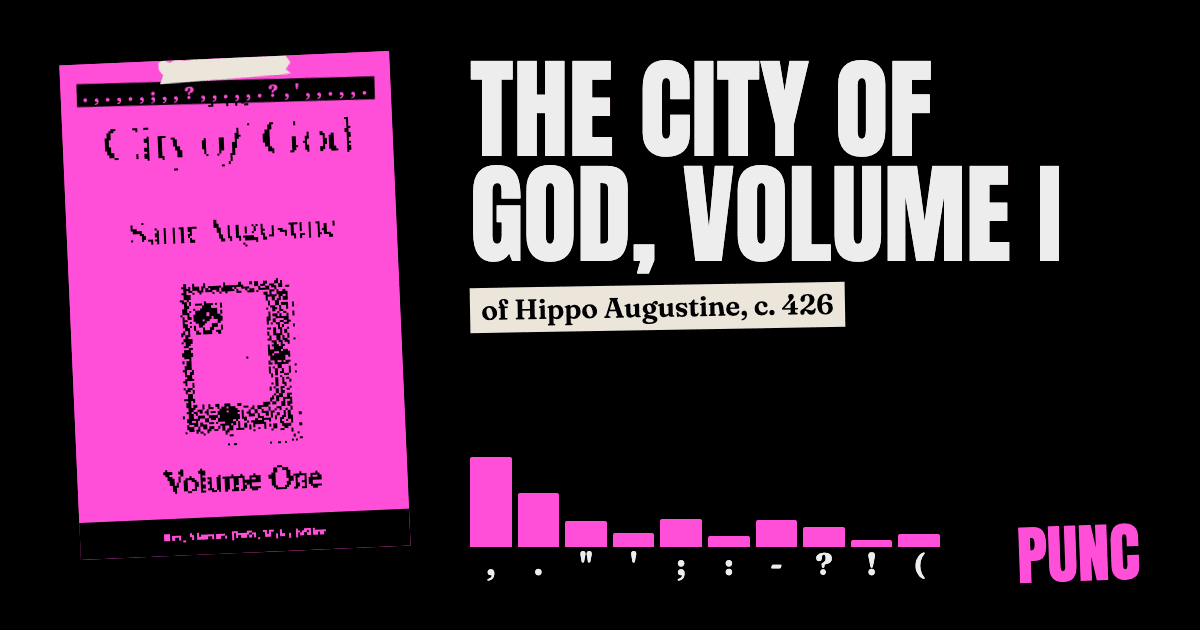 .,.,.,;,,?,,.,,.?,',,.,,.
City of God
Saint Augustine
Volume One
THE CITY OF
GOD, VOLUME I
of Hippo Augustine, c. 426
, . " ' ; : - ? ! (
PUNC